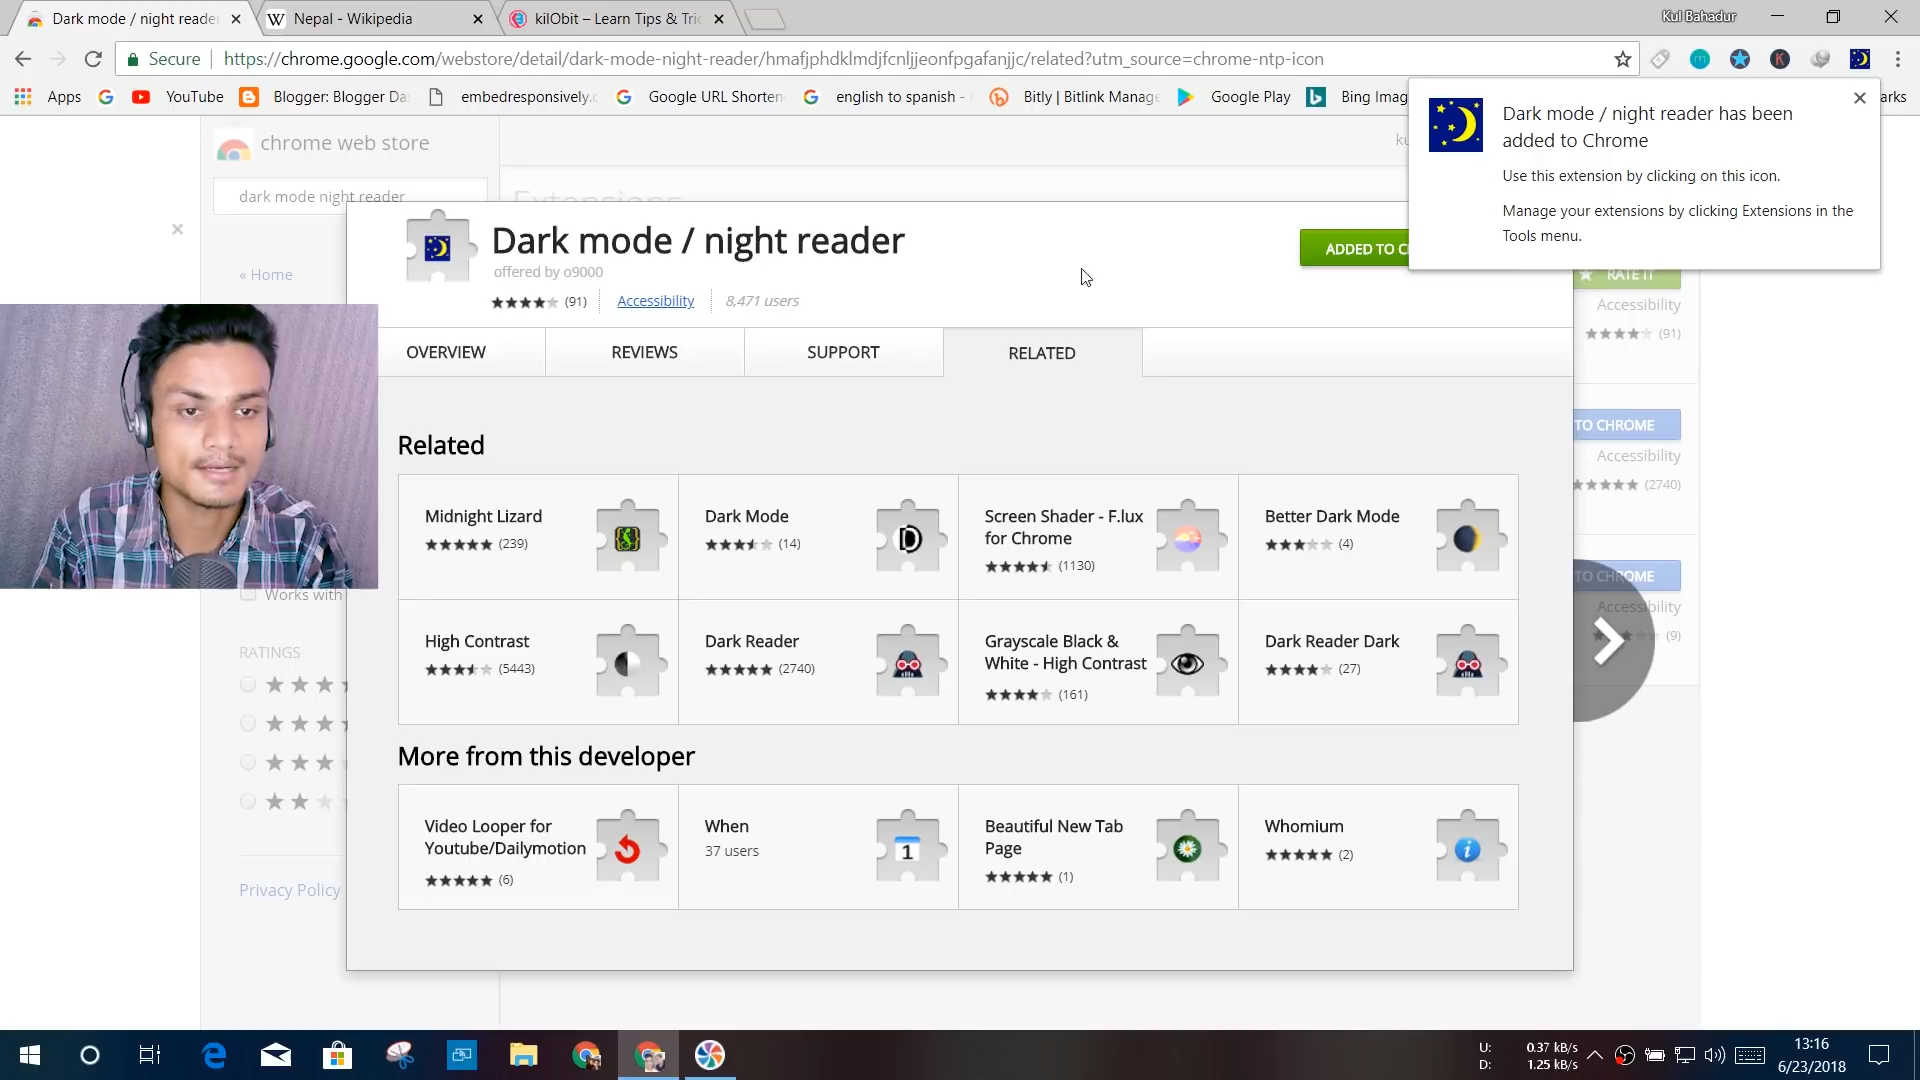 Dark mode / night reader
Nepal - Wikipedia
kilObit – Learn Tips & Tric
Kul Bahadur
Secure
https://chrome.google.com/webstore/detail/dark-mode-night-reader/hmafjphdklmdjfcnljjeonfpgafanjjc/related?utm_source=chrome-ntp-icon
Apps
YouTube
Blogger: Blogger Da
embedresponsively.c
Google URL Shorten
english to spanish -
Bitly | Bitlink Manage
Google Play
Bing Imag
arks
Dark mode / night reader has been
added to Chrome
Use this extension by clicking on this icon.
Manage your extensions by clicking Extensions in the
Tools menu.
chrome web store
ku
dark mode night reader
Extensions
« Home
Dark mode / night reader
offered by o9000
(91)
Accessibility
8,471 users
ADDED TO C
RATE IT
Accessibility
(91)
OVERVIEW
REVIEWS
SUPPORT
RELATED
TO CHROME
Accessibility
(2740)
TO CHROME
Accessibility
(9)
Related
Midnight Lizard
(239)
Dark Mode
(14)
Screen Shader - F.lux
for Chrome
(1130)
Better Dark Mode
(4)
High Contrast
(5443)
Dark Reader
(2740)
Grayscale Black &
White - High Contrast
(161)
Dark Reader Dark
(27)
Works with
RATINGS
Privacy Policy
More from this developer
Video Looper for
Youtube/Dailymotion
(6)
When
37 users
1
Beautiful New Tab
Page
(1)
Whomium
(2)
U: 0.37 kB/s
D: 1.25 kB/s
13:16
6/23/2018